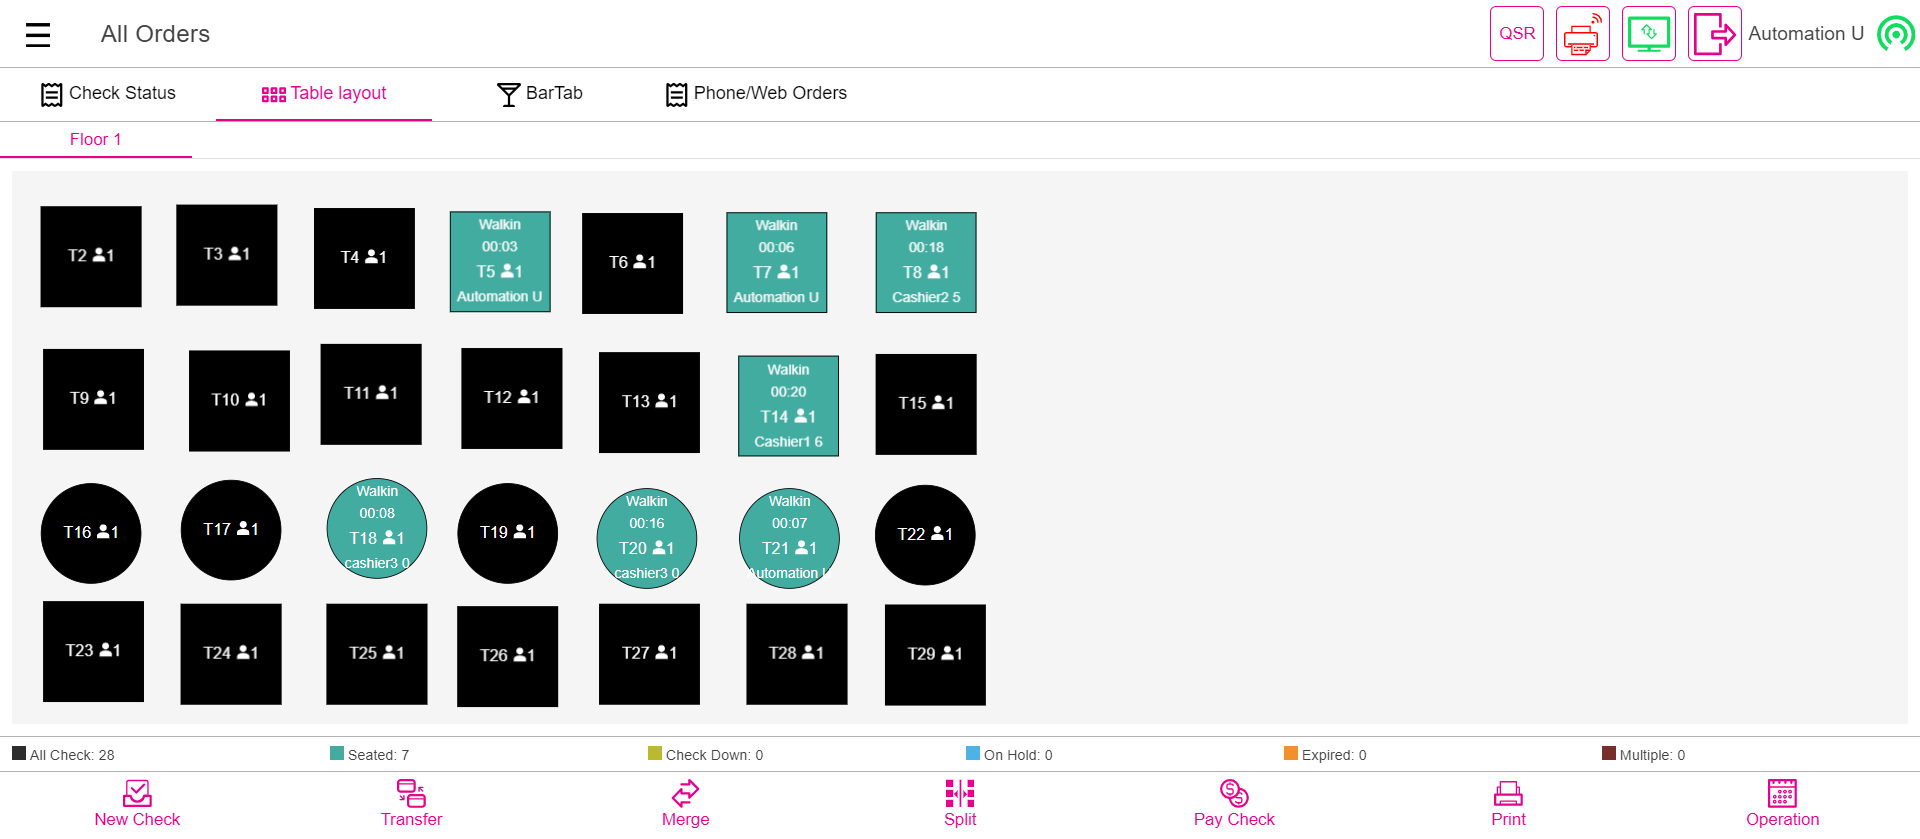 All Orders
QSR
Automation U
Check Status
Table layout
BarTab
Phone/Web Orders
Floor 1
T2 1
T3 1
T4 1
Walkin
00:03
T5 1
Automation U
T6 1
Walkin
00:06
T7 1
Automation U
Walkin
00:18
T8 1
Cashier2 5
T9 1
T10 1
T11 1
T12 1
T13 1
Walkin
00:20
T14 1
Cashier1 6
T15 1
T16 1
T17 1
Walkin
00:08
T18 1
cashier3 0
T19 1
Walkin
00:16
T20 1
cashier3 0
Walkin
00:07
T21 1
Automation U
T22 1
T23 1
T24 1
T25 1
T26 1
T27 1
T28 1
T29 1
All Check: 28
Seated: 7
Check Down: 0
On Hold: 0
Expired: 0
Multiple: 0
New Check
Transfer
Merge
Split
Pay Check
Print
Operation